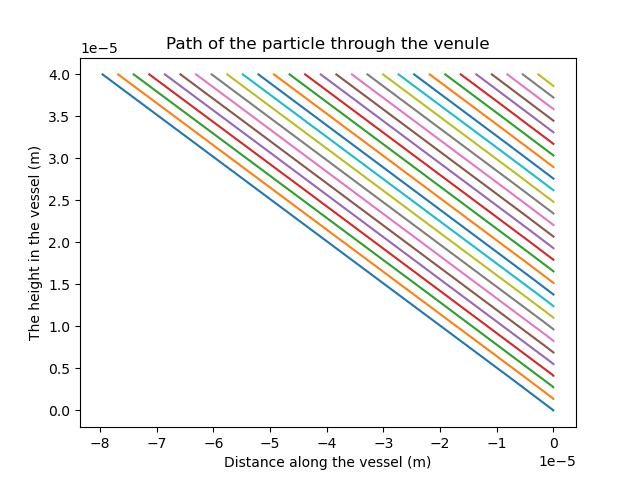 Path of the particle through the venule
1e−5
4.0
3.5
3.0
2.5
2.0
1.5
1.0
0.5
0.0
The height in the vessel (m)
−8 −7 −6 −5 −4 −3 −2 −1 0
Distance along the vessel (m)
1e−5